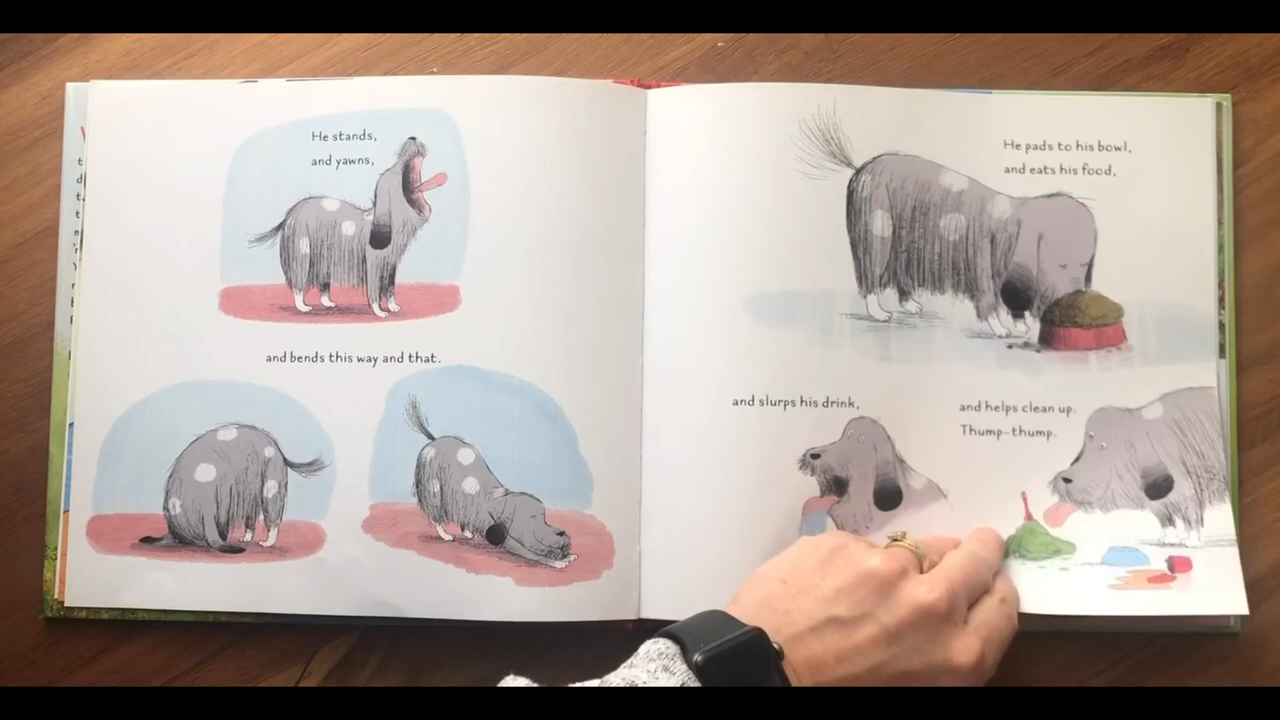 He stands,
and yawns,
and bends this way and that.
He pads to his bowl,
and eats his food,
and slurps his drink,
and helps clean up.
Thump-thump.